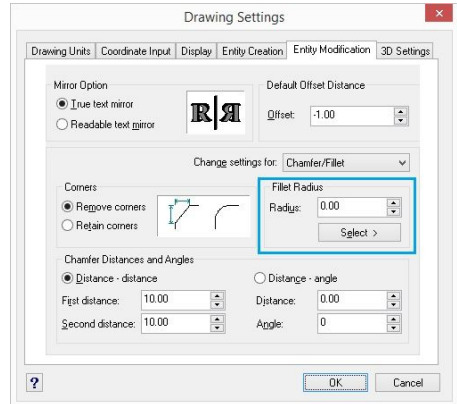 Drawing Settings
×
Drawing Units Coordinate Input Display Entity Creation Entity Modification 3D Settings
Mirror Option
True text mirror
Readable text mirror
R|Я
Default Offset Distance
Offset: -1.00
Change settings for: Chamfer/Fillet
Corners
Remove corners
Retain corners
Fillet Radius
Radius: 0.00
Select >
Chamfer Distances and Angles
Distance - distance
First distance: 10.00
Second distance: 10.00
Distance - angle
Distance: 0.00
Angle: 0
?
OK Cancel